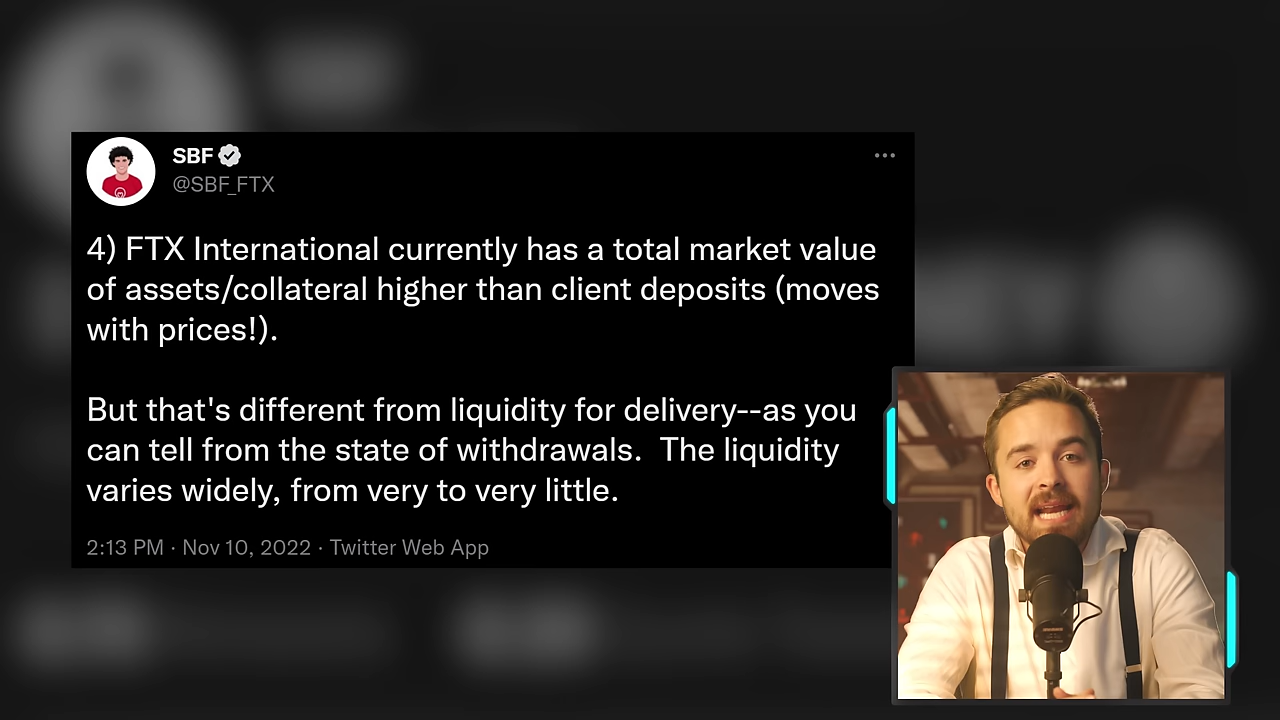 SBF
@SBF_FTX
4) FTX International currently has a total market value
of assets/collateral higher than client deposits (moves
with prices!).
But that's different from liquidity for delivery--as you
can tell from the state of withdrawals.  The liquidity
varies widely, from very to very little.
2:13 PM · Nov 10, 2022 · Twitter Web App